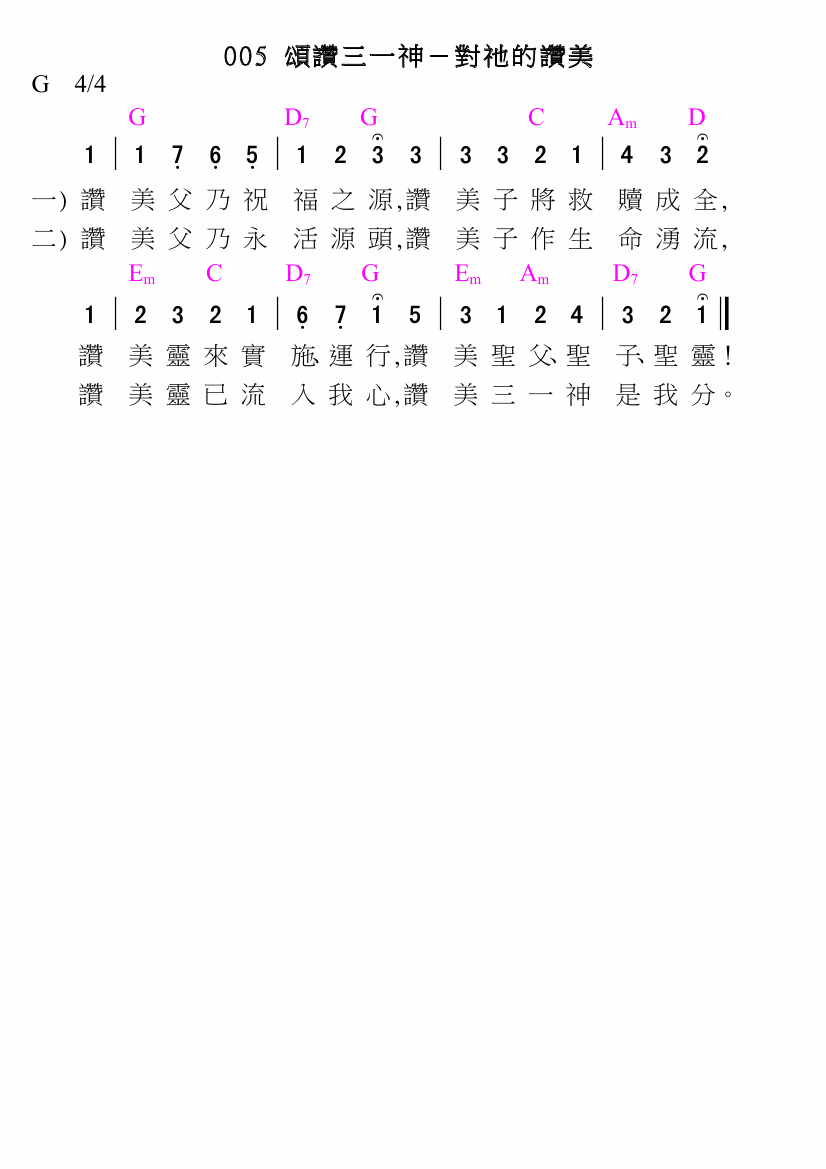 005 頌讚三一神－對祂的讚美
G 4/4
G D7 G C Am D
1 | 1 7̣ 6̣ 5̣ | 1 2 3 3 | 3 3 2 1 | 4 3 2
一) 讚 美 父 乃 祝 福 之 源,讚 美 子 將 救 贖 成 全,
二) 讚 美 父 乃 永 活 源 頭,讚 美 子 作 生 命 湧 流,
Em C D7 G Em Am D7 G
1 | 2 3 2 1 | 6̣ 7̣ 1 5 | 3 1 2 4 | 3 2 1 ‖
讚 美 靈 來 實 施、運 行,讚 美 聖 父、聖 子、聖 靈!
讚 美 靈 已 流 入 我 心,讚 美 三 一 神 是 我 分。